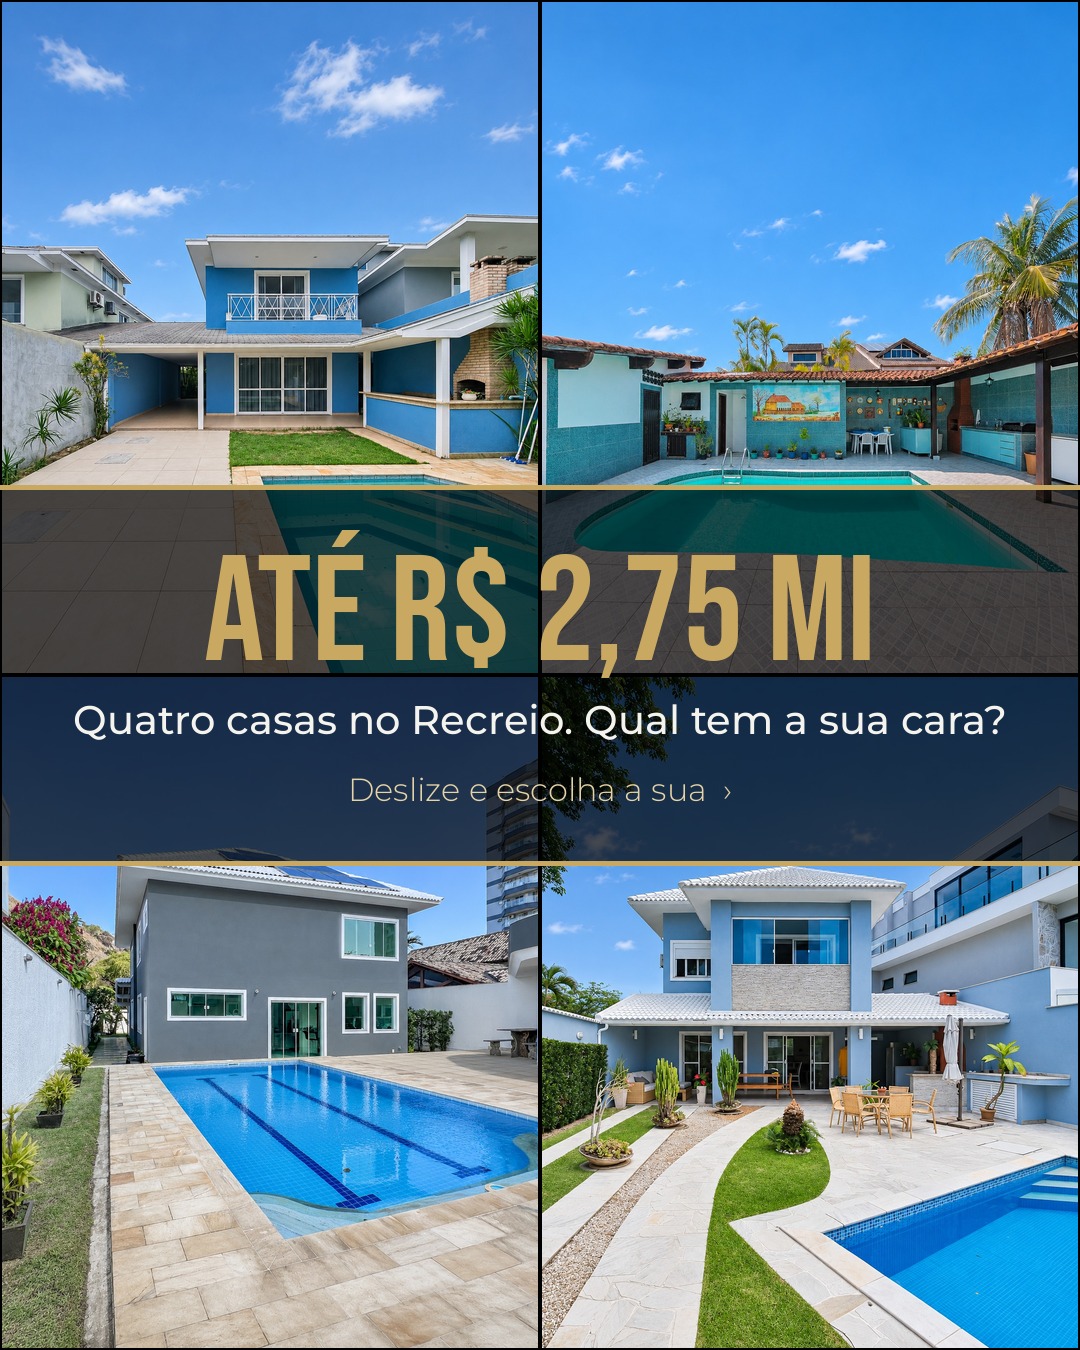 ATÉ R$ 2,75 MI
Quatro casas no Recreio. Qual tem a sua cara?
Deslize e escolha a sua ›